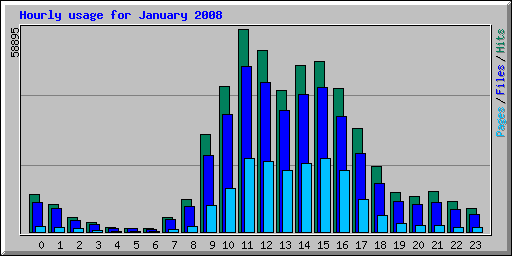 Hourly usage for January 2008
58895
Pages / Files / Hits
0 1 2 3 4 5 6 7 8 9 10 11 12 13 14 15 16 17 18 19 20 21 22 23